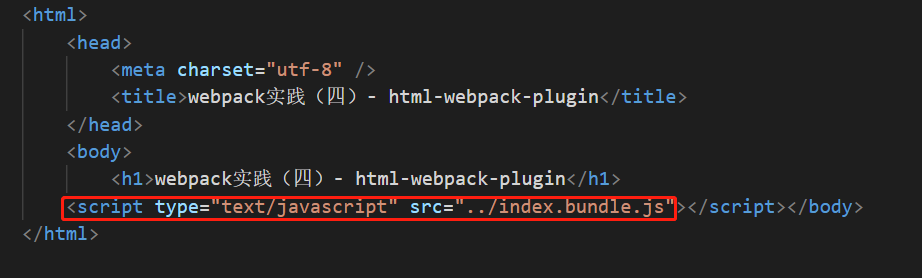 <html>
<head>
<meta charset="utf-8" />
<title>webpack实践（四）- html-webpack-plugin</title>
</head>
<body>
<h1>webpack实践（四）- html-webpack-plugin</h1>
<script type="text/javascript" src="../index.bundle.js"></script></body>
</html>